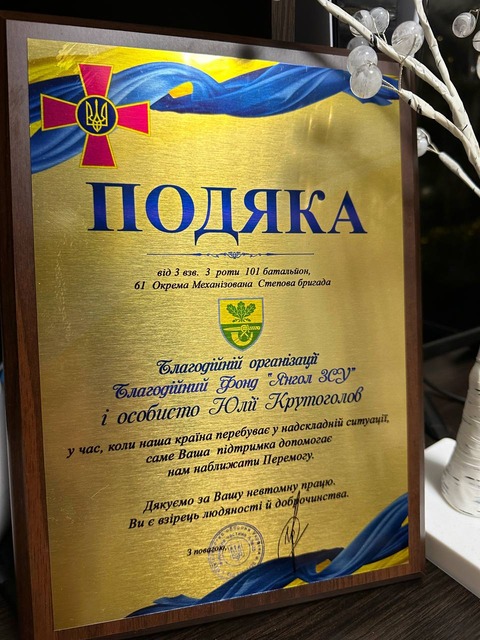 ПОДЯКА
від 3 взв. 3 роти 101 батальйон,
61 Окрема Механізована Степова бригада
Благодійній організації
Благодійний Фонд "Янгол ЗСУ"
і особисто Юлії Крутоголов
у час, коли наша країна перебуває у надскладній ситуації,
саме Ваша підтримка допомогає
нам наближати Перемогу.
Дякуємо за Вашу невтомну працю.
Ви є взірець людяності й доброчинства.
З повагою,